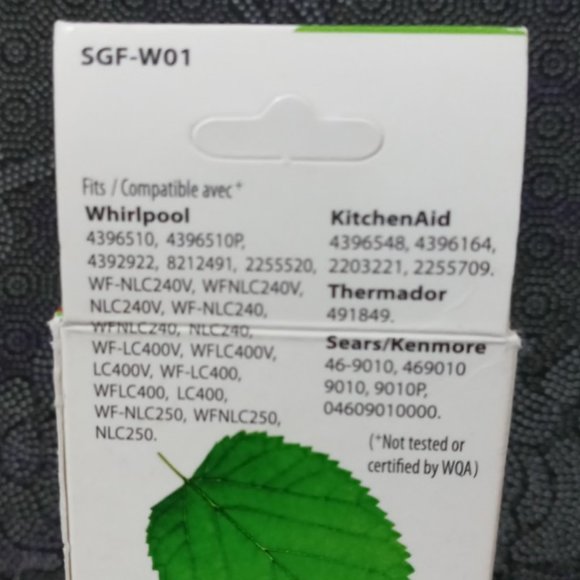 SGF-W01
Fits / Compatible avec⁺
Whirlpool
4396510, 4396510P,
4392922, 8212491, 2255520,
WF-NLC240V, WFNLC240V,
NLC240V, WF-NLC240,
WFNLC240, NLC240,
WF-LC400V, WFLC400V,
LC400V, WF-LC400,
WFLC400, LC400,
WF-NLC250, WFNLC250,
NLC250.
KitchenAid
4396548, 4396164,
2203221, 2255709.
Thermador
491849.
Sears/Kenmore
46-9010, 469010
9010, 9010P,
04609010000.
(⁺Not tested or
certified by WQA)